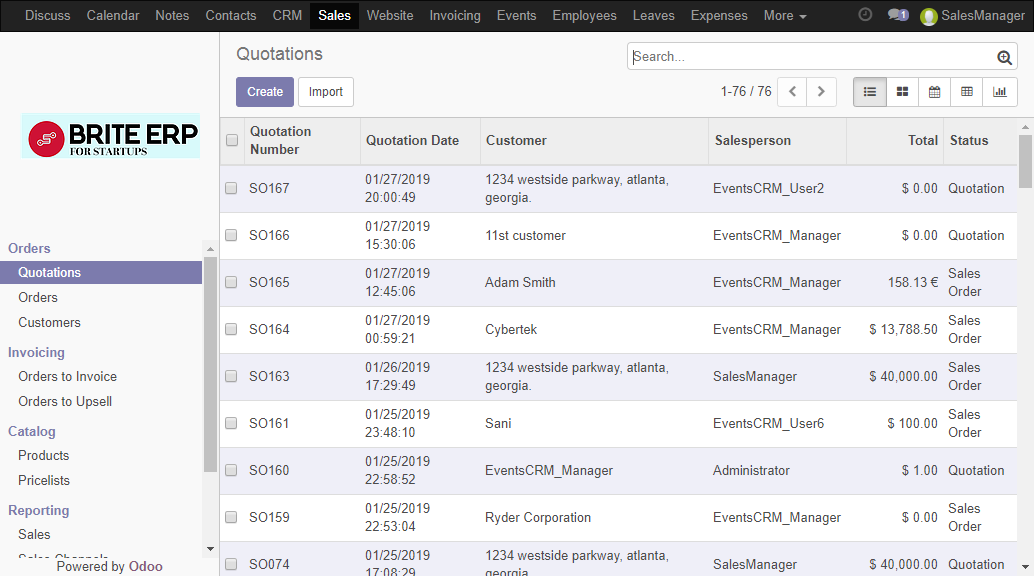 Discuss Calendar Notes Contacts CRM Sales Website Invoicing Events Employees Leaves Expenses More 1 SalesManager
Quotations
Search...
Create Import
1-76 / 76
BRITE ERP
FOR STARTUPS
Orders
Quotations
Orders
Customers
Invoicing
Orders to Invoice
Orders to Upsell
Catalog
Products
Pricelists
Reporting
Sales
Sales Channels
Powered by Odoo
Quotation Number Quotation Date Customer Salesperson Total Status
SO167 01/27/2019 20:00:49 1234 westside parkway, atlanta, georgia. EventsCRM_User2 $ 0.00 Quotation
SO166 01/27/2019 15:30:06 11st customer EventsCRM_Manager $ 0.00 Quotation
SO165 01/27/2019 12:45:06 Adam Smith EventsCRM_Manager 158.13 € Sales Order
SO164 01/27/2019 00:59:21 Cybertek EventsCRM_Manager $ 13,788.50 Sales Order
SO163 01/26/2019 17:29:49 1234 westside parkway, atlanta, georgia. SalesManager $ 40,000.00 Sales Order
SO161 01/25/2019 23:48:10 Sani EventsCRM_User6 $ 100.00 Sales Order
SO160 01/25/2019 22:58:52 EventsCRM_Manager Administrator $ 1.00 Quotation
SO159 01/25/2019 22:53:04 Ryder Corporation EventsCRM_Manager $ 0.00 Sales Order
SO074 01/25/2019 17:08:29 1234 westside parkway, atlanta, georgia. SalesManager $ 40,000.00 Quotation